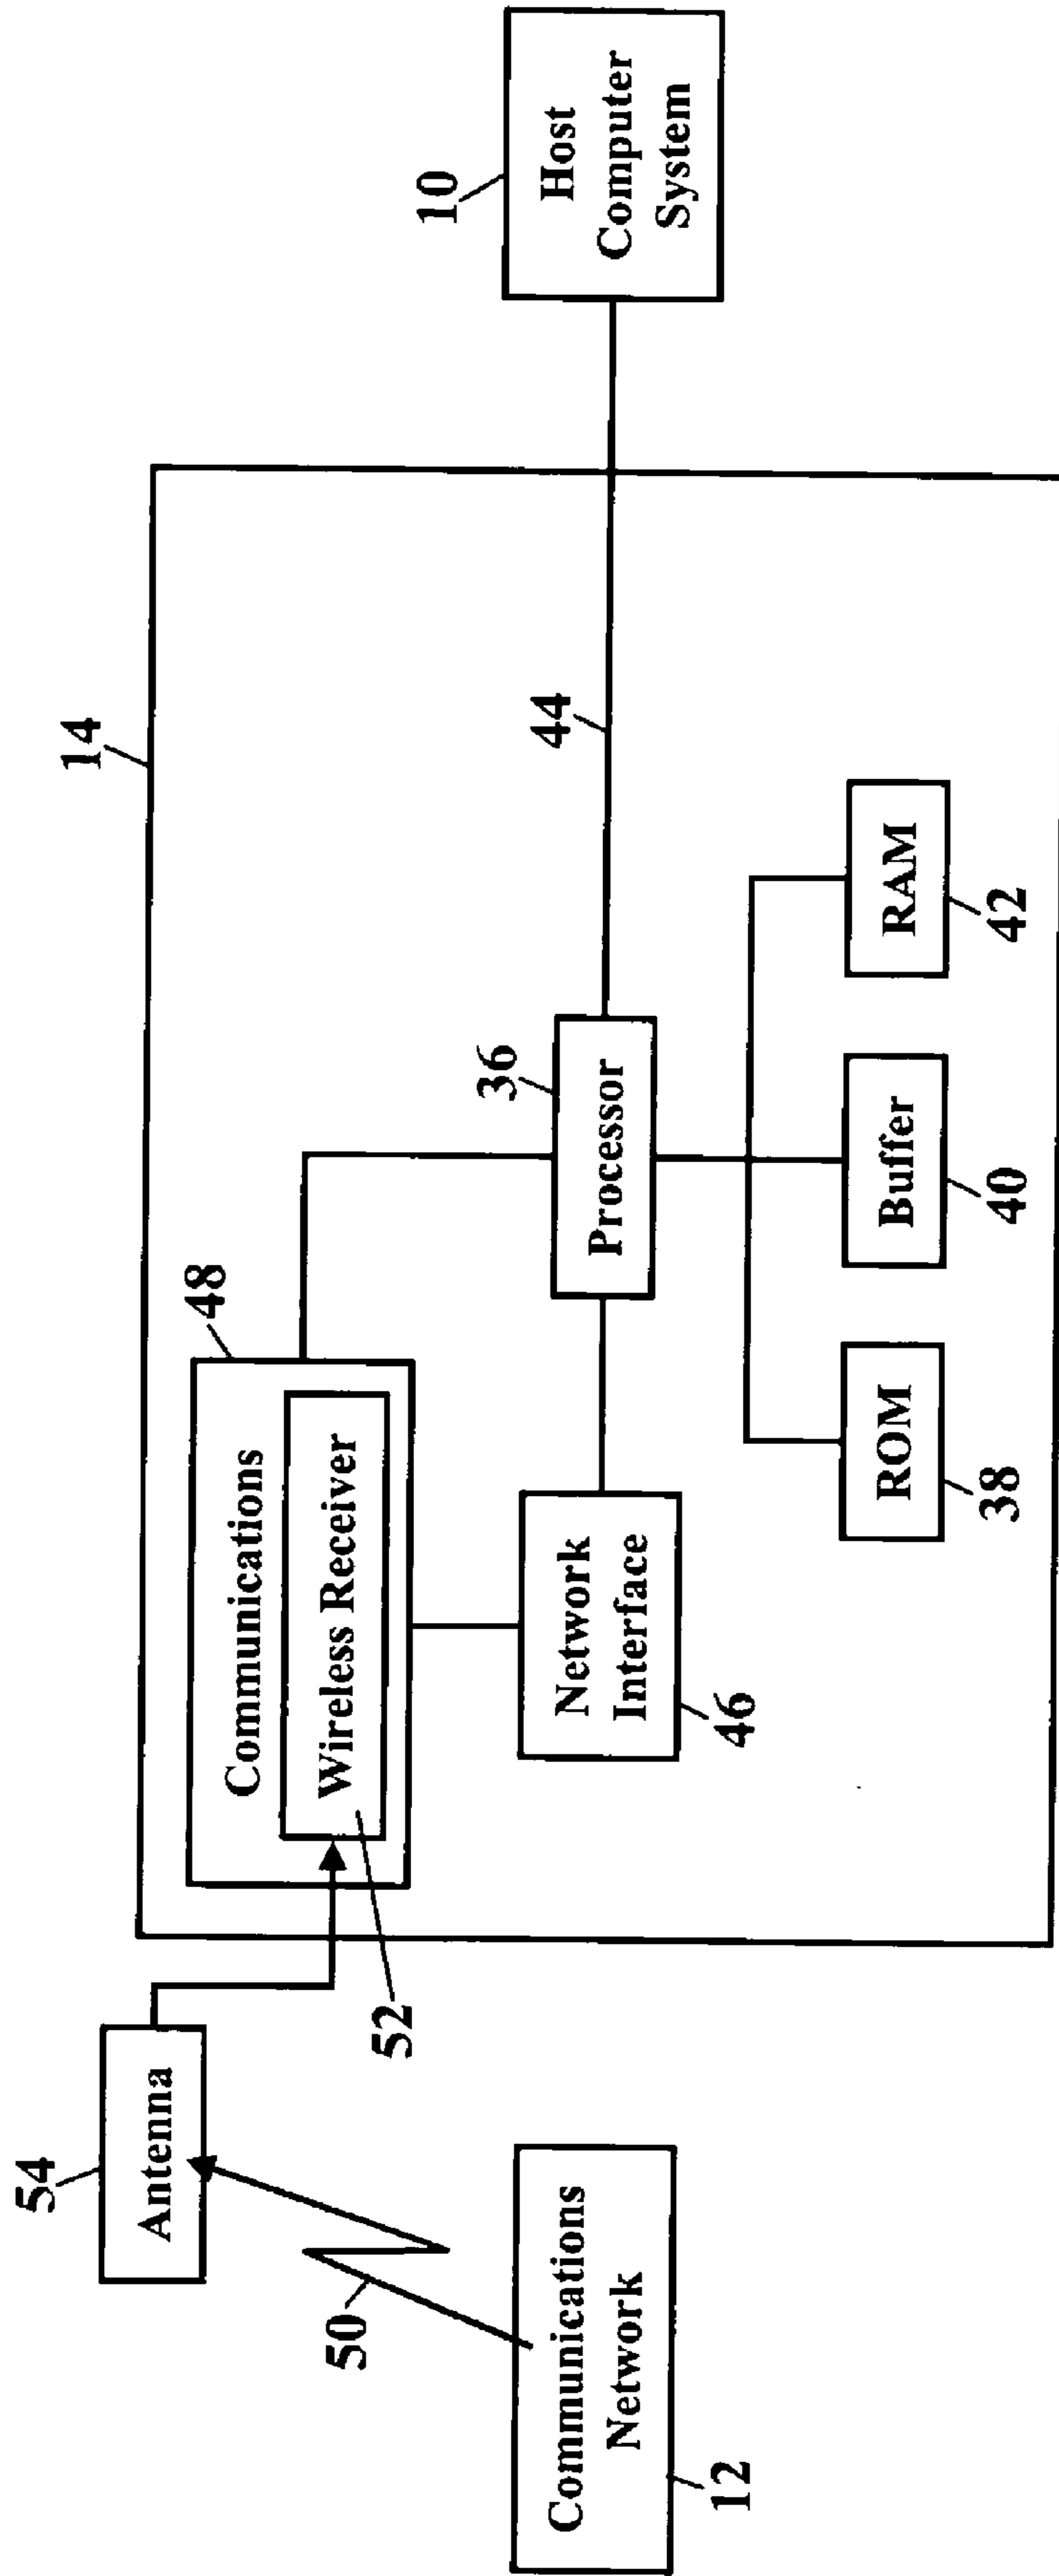 54
Antenna
50
Communications
Network
12
14
48
Communications
Wireless Receiver
52
Network
Interface
46
36
Processor
44
ROM
38
Buffer
40
RAM
42
10
Host
Computer
System